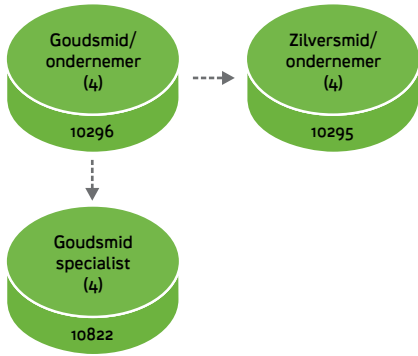 Goudsmid/
ondernemer
(4)
10296
Zilversmid/
ondernemer
(4)
10295
Goudsmid
specialist
(4)
10822